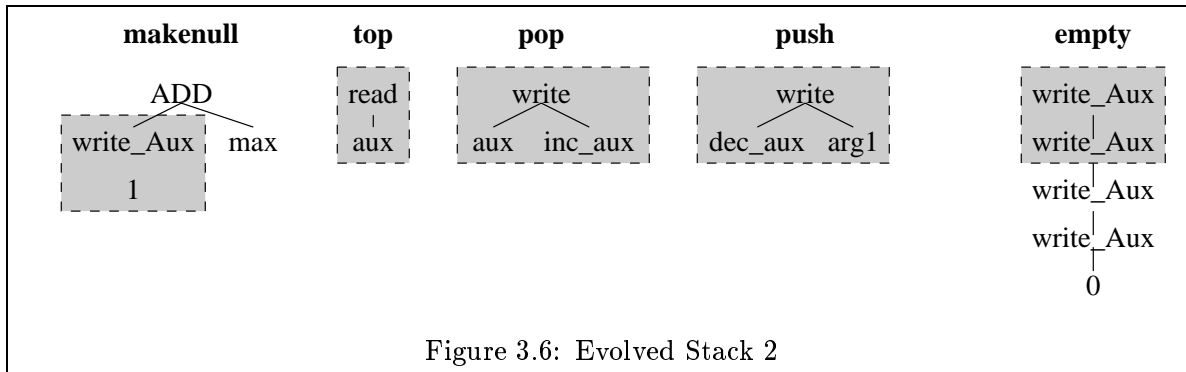 makenull top pop push empty
ADD read write write write_Aux
write_Aux max aux aux inc_aux dec_aux arg1 write_Aux
1 write_Aux
write_Aux
0
Figure 3.6: Evolved Stack 2